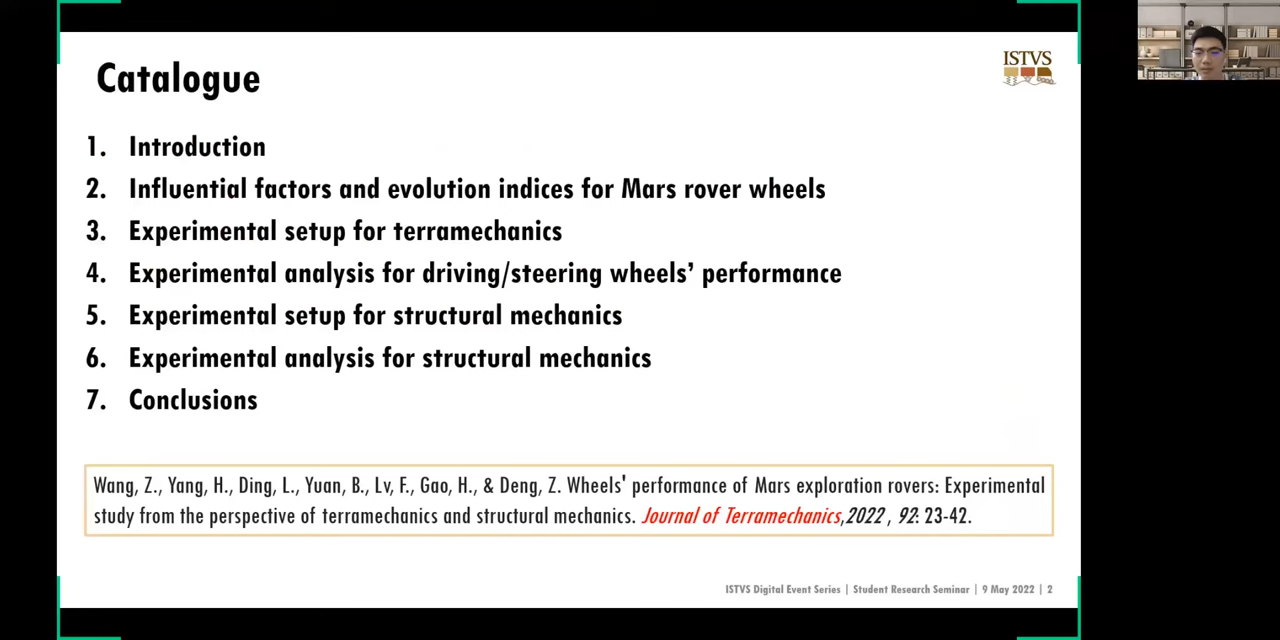 Catalogue
ISTVS
1. Introduction
2. Influential factors and evolution indices for Mars rover wheels
3. Experimental setup for terramechanics
4. Experimental analysis for driving/steering wheels’ performance
5. Experimental setup for structural mechanics
6. Experimental analysis for structural mechanics
7. Conclusions
Wang, Z., Yang, H., Ding, L., Yuan, B., Lv, F., Gao, H., & Deng, Z. Wheels' performance of Mars exploration rovers: Experimental
study from the perspective of terramechanics and structural mechanics. Journal of Terramechanics,2022 , 92: 23-42.
ISTVS Digital Event Series | Student Research Seminar | 9 May 2022 | 2